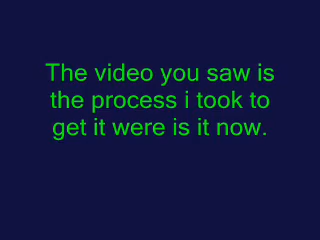 The video you saw is
the process i took to
get it were is it now.